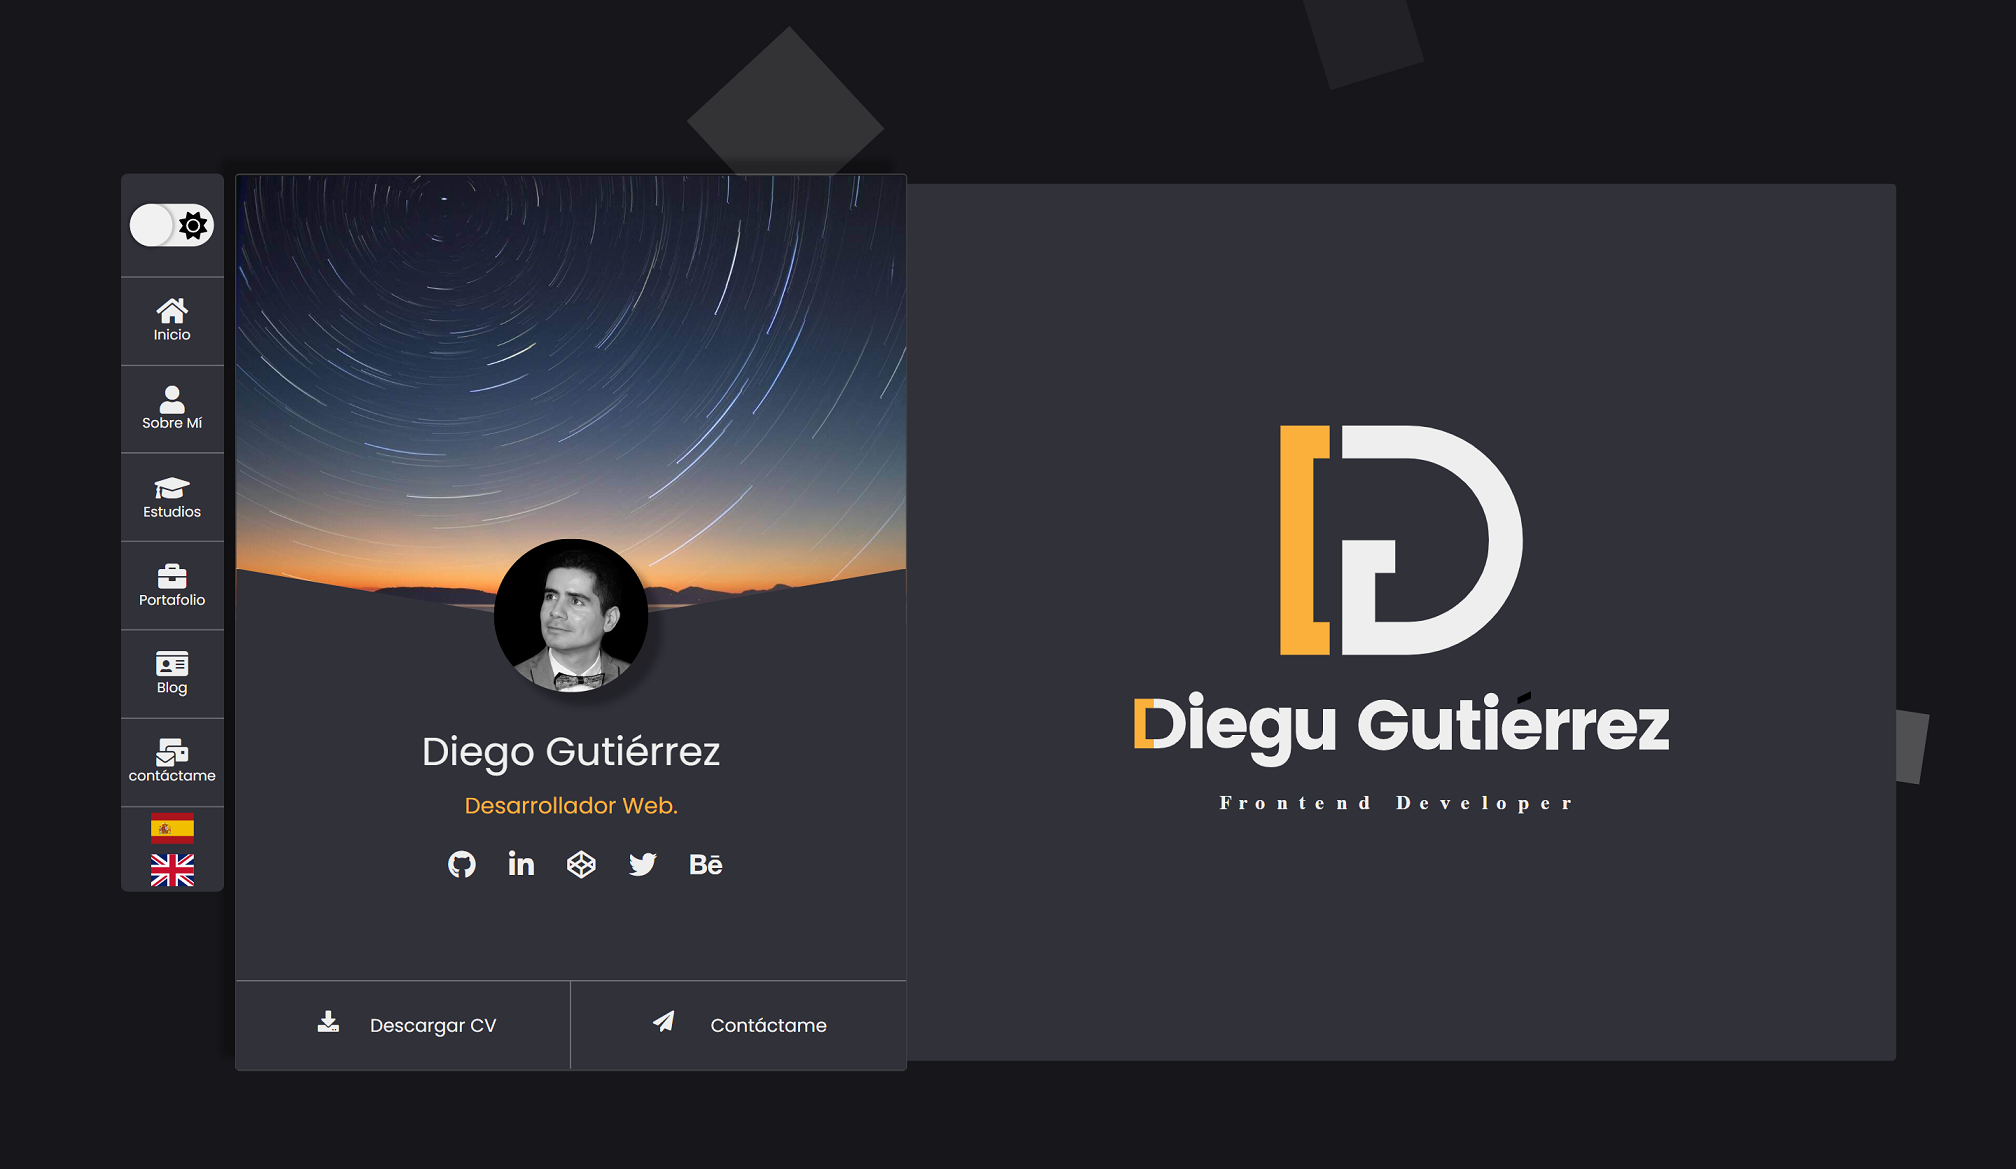 Inicio
Sobre Mí
Estudios
Portafolio
Blog
contáctame
Diego Gutiérrez
Desarrollador Web.
in
Bē
Descargar CV
Contáctame
Diegu Gutiérrez
Frontend Developer